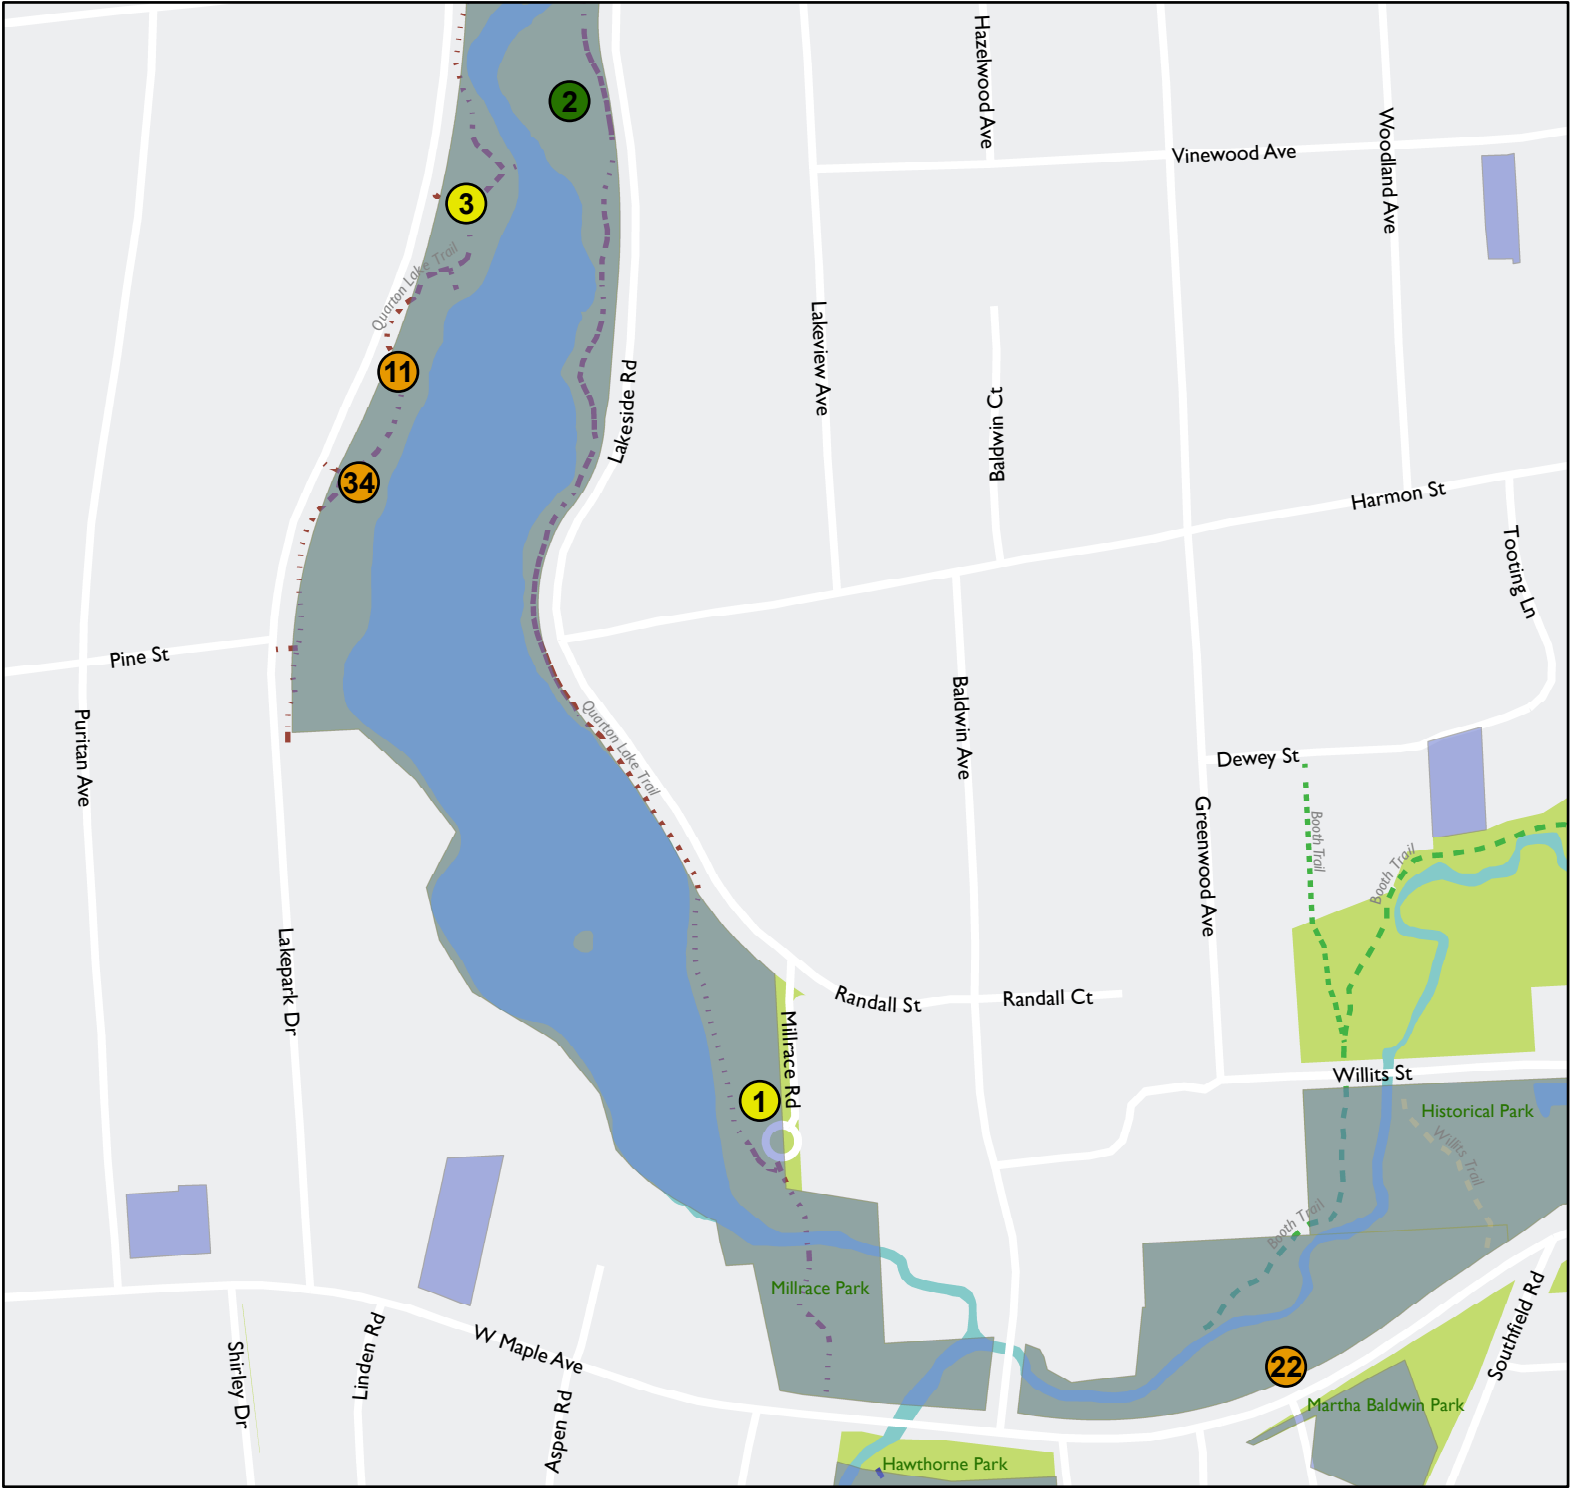 Hazelwood Ave
2
Woodland Ave
Vinewood Ave
3
Quarton Lake Trail
Lakeview Ave
11
Lakeside Rd
Baldwin Ct
34
Harmon St
Tooting Ln
Pine St
Baldwin Ave
Puritan Ave
Quarton Lake Trail
Dewey St
Greenwood Ave
Booth Trail
Booth Trail
Lakepark Dr
Randall St
Randall Ct
Millrace Rd
Willits St
1
Historical Park
Willits Trail
Booth Trail
Millrace Park
Southfield Rd
W Maple Ave
Shirley Dr
Linden Rd
22
Aspen Rd
Martha Baldwin Park
Hawthorne Park